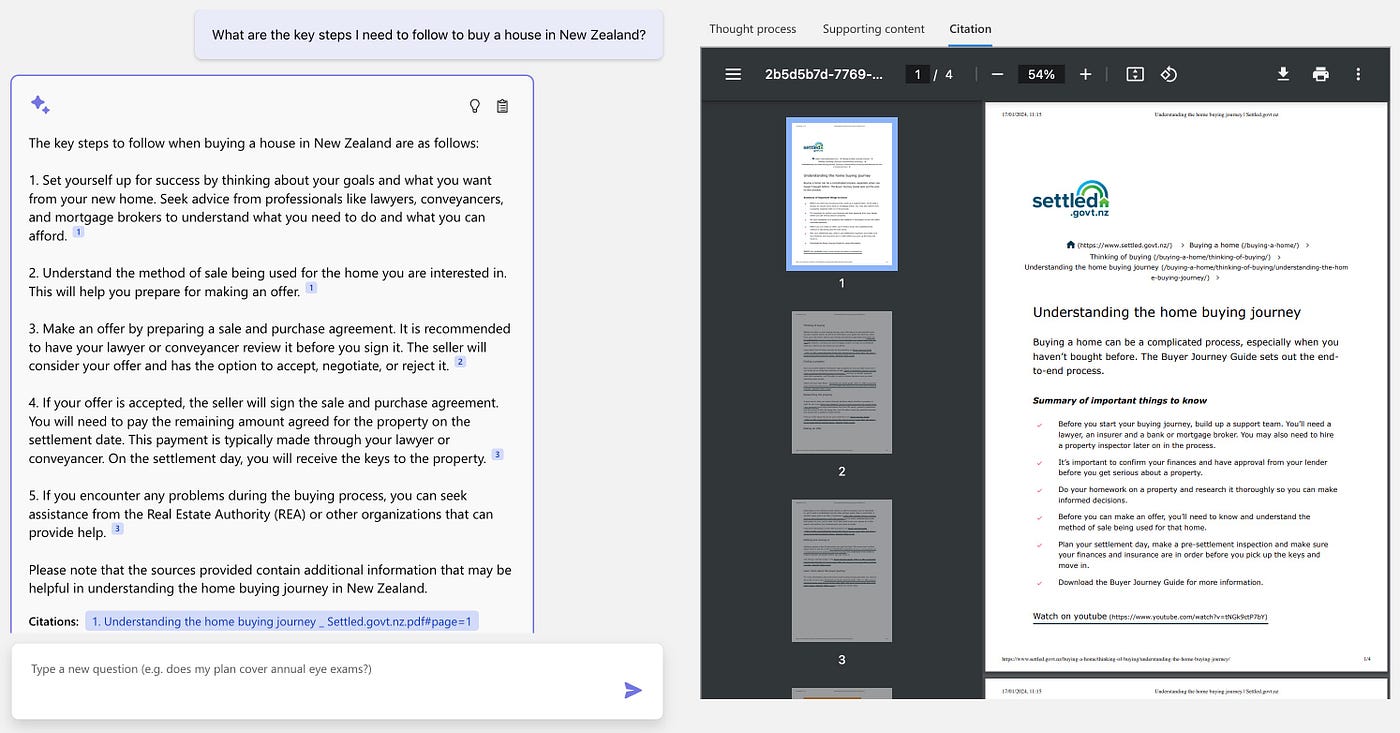 What are the key steps I need to follow to buy a house in New Zealand?
The key steps to follow when buying a house in New Zealand are as follows:
1. Set yourself up for success by thinking about your goals and what you want
from your new home. Seek advice from professionals like lawyers, conveyancers,
and mortgage brokers to understand what you need to do and what you can
afford. 1
2. Understand the method of sale being used for the home you are interested in.
This will help you prepare for making an offer. 1
3. Make an offer by preparing a sale and purchase agreement. It is recommended
to have your lawyer or conveyancer review it before you sign it. The seller will
consider your offer and has the option to accept, negotiate, or reject it. 2
4. If your offer is accepted, the seller will sign the sale and purchase agreement.
You will need to pay the remaining amount agreed for the property on the
settlement date. This payment is typically made through your lawyer or
conveyancer. On the settlement day, you will receive the keys to the property. 3
5. If you encounter any problems during the buying process, you can seek
assistance from the Real Estate Authority (REA) or other organizations that can
provide help. 3
Please note that the sources provided contain additional information that may be
helpful in understanding the home buying journey in New Zealand.
Citations: 1. Understanding the home buying journey _ Settled.govt.nz.pdf#page=1
Type a new question (e.g. does my plan cover annual eye exams?)
Thought process Supporting content Citation
2b5d5b7d-7769-... 1 / 4 54%
1
2
3
17/01/2024, 11:15 Understanding the home buying journey | Settled.govt.nz
settled
.govt.nz
(https://www.settled.govt.nz/) > Buying a home (/buying-a-home/) >
Thinking of buying (/buying-a-home/thinking-of-buying/) >
Understanding the home buying journey (/buying-a-home/thinking-of-buying/understanding-the-hom
e-buying-journey/) >
Understanding the home buying journey
Buying a home can be a complicated process, especially when you
haven't bought before. The Buyer Journey Guide sets out the end-
to-end process.
Summary of important things to know
Before you start your buying journey, build up a support team. You'll need a
lawyer, an insurer and a bank or mortgage broker. You may also need to hire
a property inspector later on in the process.
It's important to confirm your finances and have approval from your lender
before you get serious about a property.
Do your homework on a property and research it thoroughly so you can make
informed decisions.
Before you can make an offer, you'll need to know and understand the
method of sale being used for that home.
Plan your settlement day, make a pre-settlement inspection and make sure
your finances and insurance are in order before you pick up the keys and
move in.
Download the Buyer Journey Guide for more information.
Watch on youtube (https://www.youtube.com/watch?v=tNGk9ctP7bY)
https://www.settled.govt.nz/buying-a-home/thinking-of-buying/understanding-the-home-buying-journey/ 1/4
17/01/2024, 11:15 Understanding the home buying journey | Settled.govt.nz